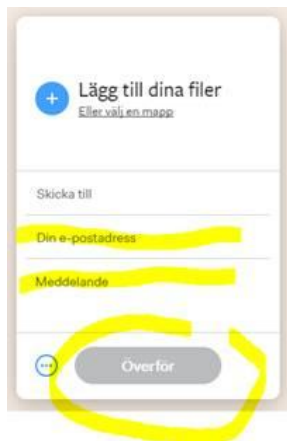 Lägg till dina filer
Eller välj en mapp
Skicka till
Din e-postadress
Meddelande
Överför